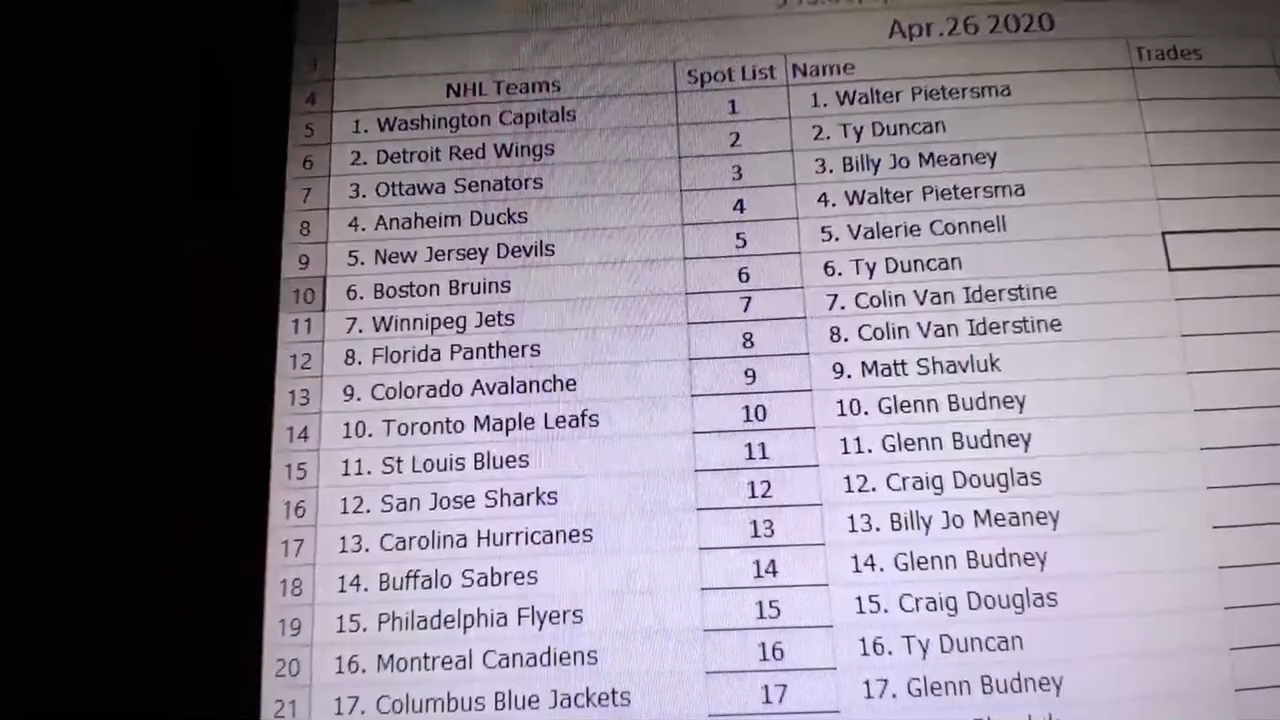 Apr.26 2020
3
4 NHL Teams Spot List Name Trades
5 1. Washington Capitals 1 1. Walter Pietersma
6 2. Detroit Red Wings 2 2. Ty Duncan
7 3. Ottawa Senators 3 3. Billy Jo Meaney
8 4. Anaheim Ducks 4 4. Walter Pietersma
9 5. New Jersey Devils 5 5. Valerie Connell
10 6. Boston Bruins 6 6. Ty Duncan
11 7. Winnipeg Jets 7 7. Colin Van Iderstine
12 8. Florida Panthers 8 8. Colin Van Iderstine
13 9. Colorado Avalanche 9 9. Matt Shavluk
14 10. Toronto Maple Leafs 10 10. Glenn Budney
15 11. St Louis Blues 11 11. Glenn Budney
16 12. San Jose Sharks 12 12. Craig Douglas
17 13. Carolina Hurricanes 13 13. Billy Jo Meaney
18 14. Buffalo Sabres 14 14. Glenn Budney
19 15. Philadelphia Flyers 15 15. Craig Douglas
20 16. Montreal Canadiens 16 16. Ty Duncan
21 17. Columbus Blue Jackets 17 17. Glenn Budney